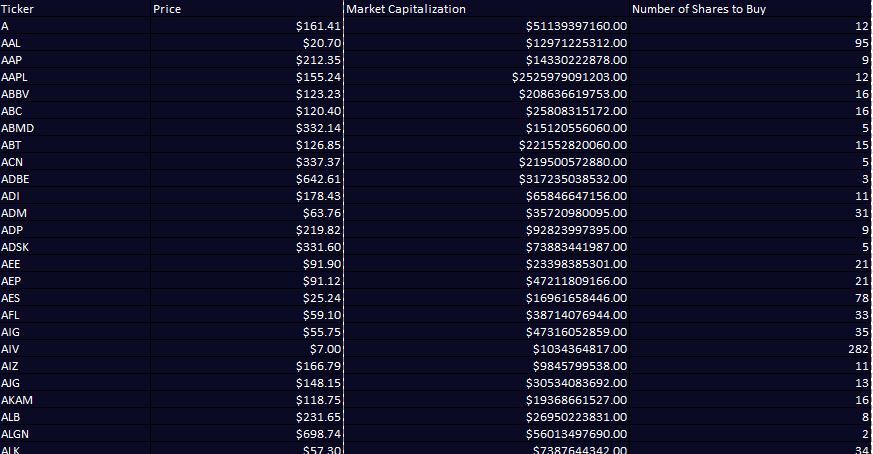 Ticker Price Market Capitalization Number of Shares to Buy
A $161.41 $51139397160.00 12
AAL $20.70 $12971225312.00 95
AAP $212.35 $14330222878.00 9
AAPL $155.24 $2525979091203.00 12
ABBV $123.23 $208636619753.00 16
ABC $120.40 $25808315172.00 16
ABMD $332.14 $15120556060.00 5
ABT $126.85 $221552820060.00 15
ACN $337.37 $219500572880.00 5
ADBE $642.61 $317235038532.00 3
ADI $178.43 $65846647156.00 11
ADM $63.76 $35720980095.00 31
ADP $219.82 $92823997395.00 9
ADSK $331.60 $73883441987.00 5
AEE $91.90 $23398385301.00 21
AEP $91.12 $47211809166.00 21
AES $25.24 $16961658446.00 78
AFL $59.10 $38714076944.00 33
AIG $55.75 $47316052859.00 35
AIV $7.00 $1034364817.00 282
AIZ $166.79 $9845799538.00 11
AJG $148.15 $30534083692.00 13
AKAM $118.75 $19368661527.00 16
ALB $231.65 $26950223831.00 8
ALGN $698.74 $56013497690.00 2
ALK $57.30 $7387644342.00 34